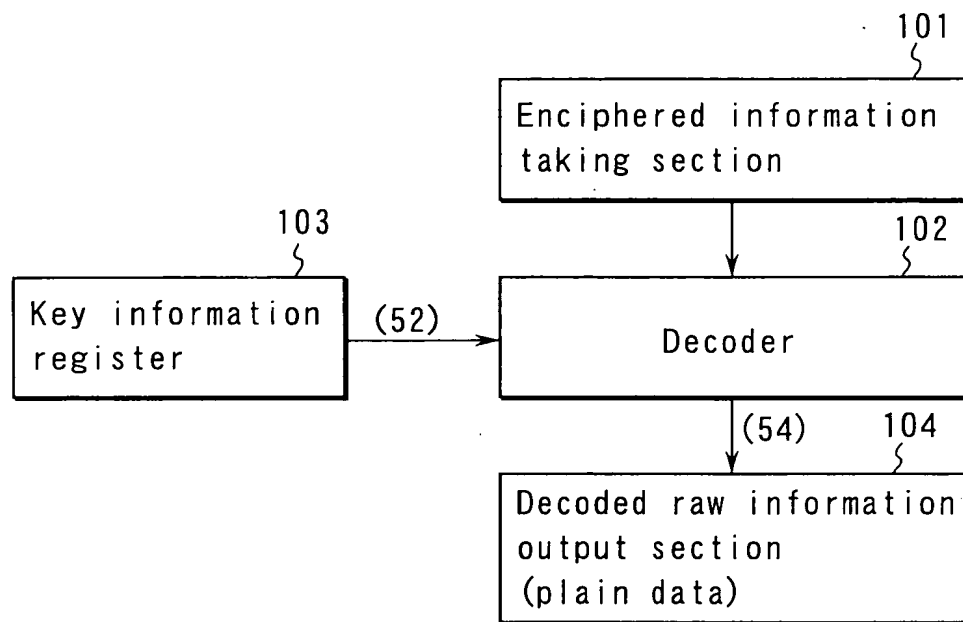 101
Enciphered information
taking section
103
102
Key information
register
(52)
Decoder
(54)
104
Decoded raw information
output section
(plain data)